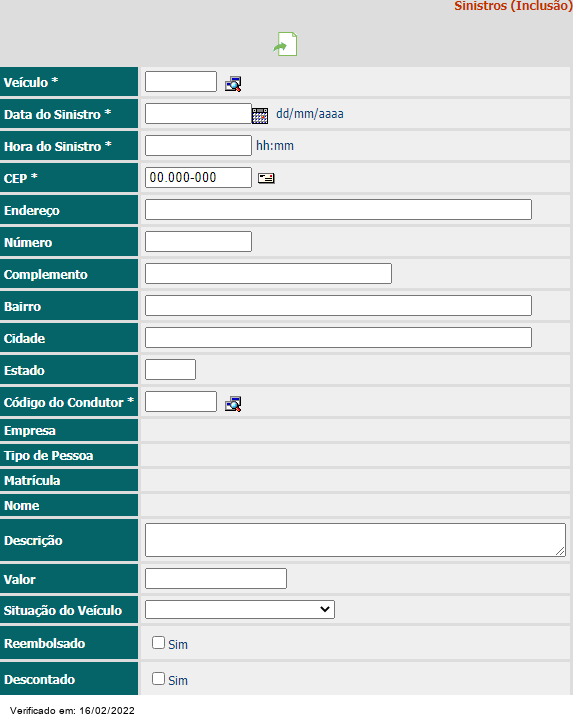 Sinistros (Inclusão)
Veículo *
Data do Sinistro * dd/mm/aaaa
Hora do Sinistro * hh:mm
CEP * 00.000-000
Endereço
Número
Complemento
Bairro
Cidade
Estado
Código do Condutor *
Empresa
Tipo de Pessoa
Matrícula
Nome
Descrição
Valor
Situação do Veículo
Reembolsado Sim
Descontado Sim
Verificado em: 16/02/2022